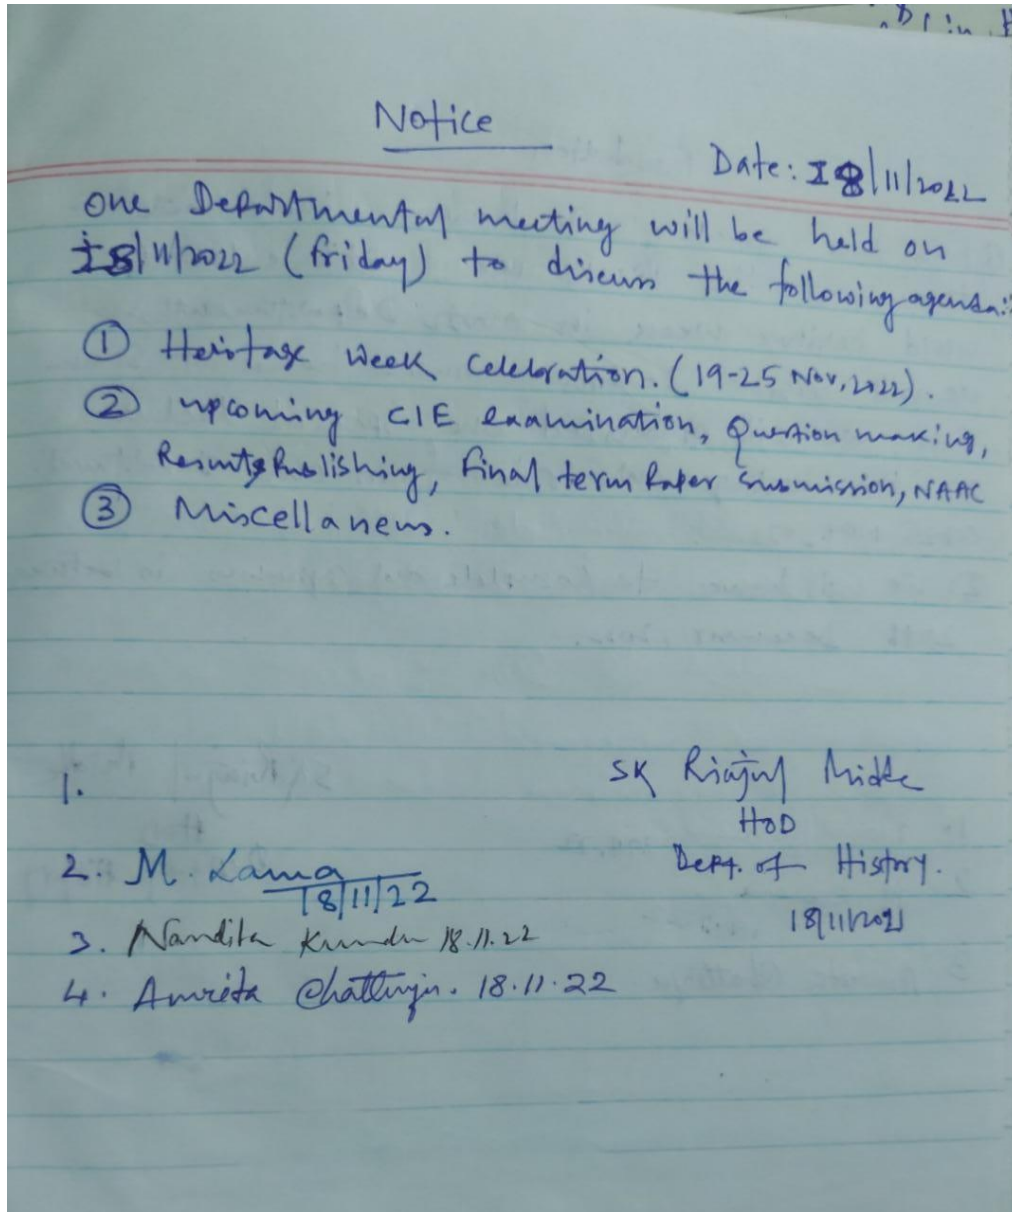 Notice
Date: 18/11/2022
One Departmental meeting will be held on
18/11/2022 (friday) to discuss the following agenda:
① Heritage Week Celebration. (19-25 Nov, 2022).
② upcoming CIE examination, Question making,
Results Publishing, final term Paper submission, NAAC
③ Miscellaneus.
SK Riajul Midde
1.
HOD
2. M. Lama
Dept. of History.
18/11/22
18/11/2021
3. Nandita Kundu 18.11.22
4. Amrita Chatterjee. 18.11.22